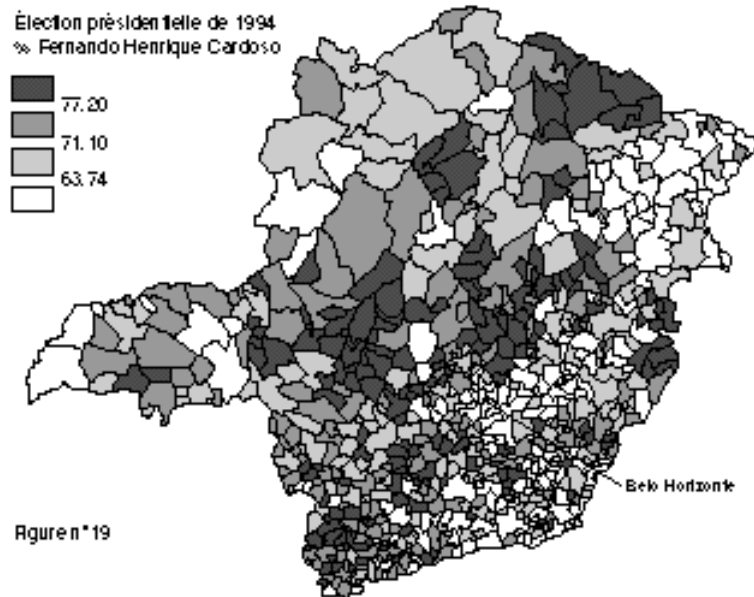 Élection présidentielle de 1994
% Fernando Henrique Cardoso
77.20
71.10
63.74
Belo Horizonte
Figure n° 19